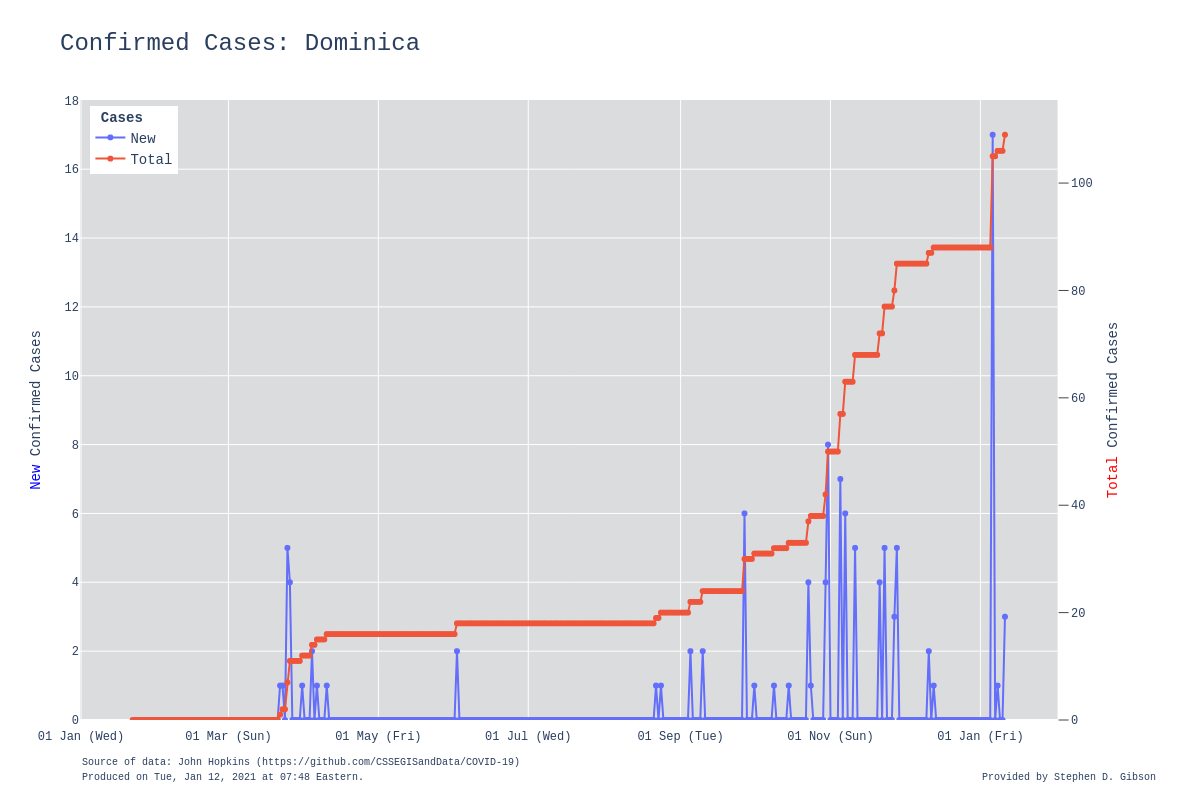 Confirmed Cases: Dominica
Cases
New
Total
18
16
14
12
10
8
6
4
2
0
100
80
60
40
20
0
New Confirmed Cases
Total Confirmed Cases
01 Jan (Wed)
01 Mar (Sun)
01 May (Fri)
01 Jul (Wed)
01 Sep (Tue)
01 Nov (Sun)
01 Jan (Fri)
Source of data: John Hopkins (https://github.com/CSSEGISandData/COVID-19)
Produced on Tue, Jan 12, 2021 at 07:48 Eastern.
Provided by Stephen D. Gibson